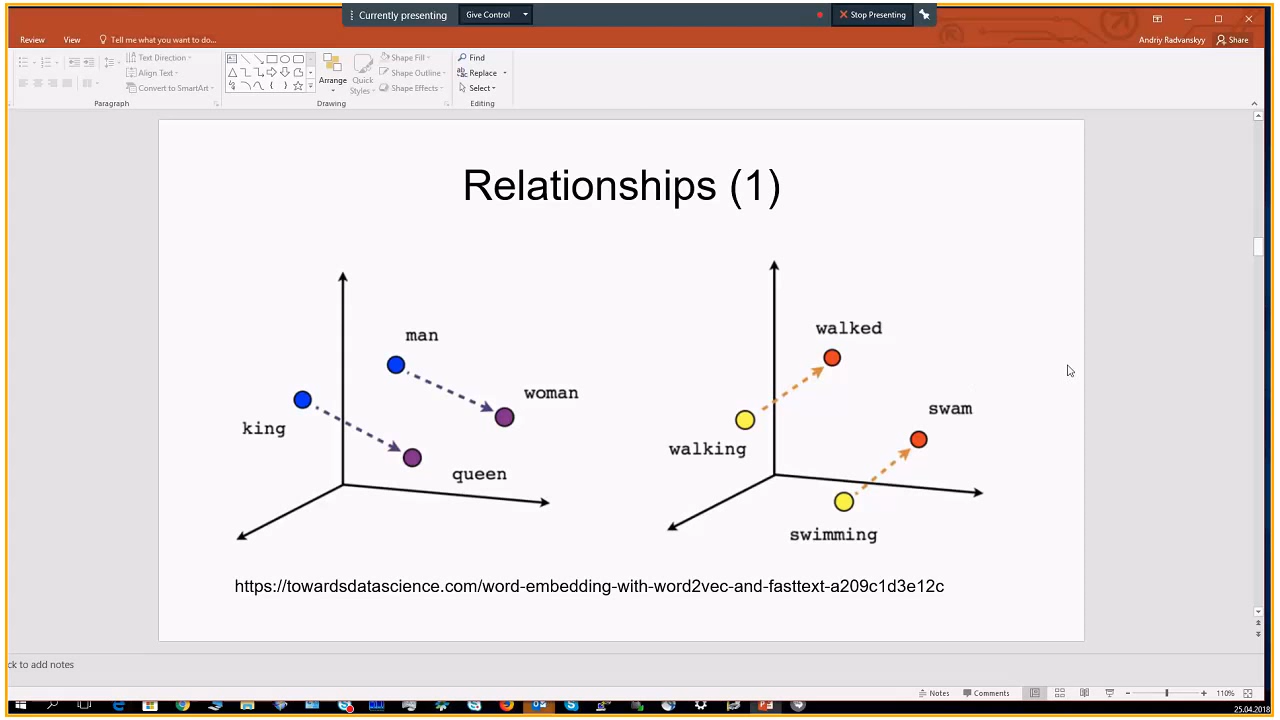 Currently presenting
Give Control
Stop Presenting
Review View Tell me what you want to do...
Andriy Radvanskyy Share
Text Direction
Align Text
Convert to SmartArt
Paragraph
Arrange
Quick Styles
Shape Fill
Shape Outline
Shape Effects
Drawing
Find
Replace
Select
Editing
Relationships (1)
man
woman
king
queen
walked
swam
walking
swimming
https://towardsdatascience.com/word-embedding-with-word2vec-and-fasttext-a209c1d3e12c
ck to add notes
Notes Comments 110%
25.04.2018